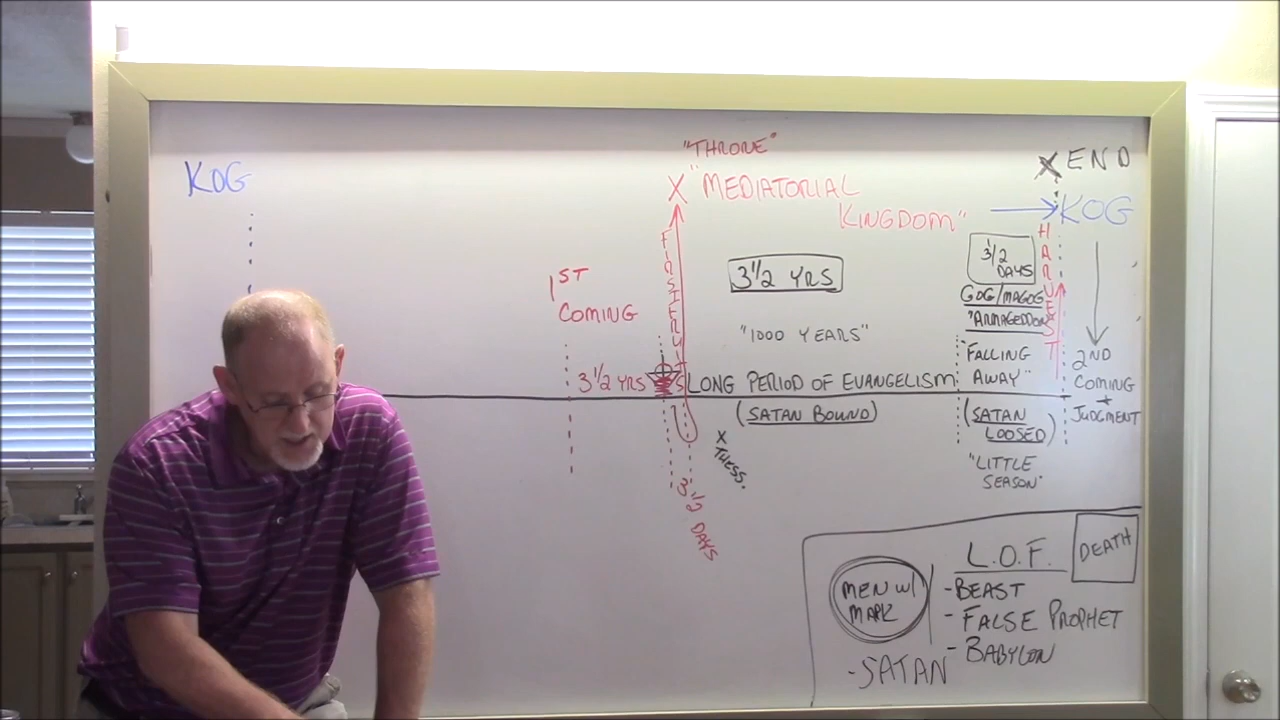 KOG
"THRONE"
X "MEDIATORIAL
KINGDOM"
X END
KOG
FIRSTFRUITS
HARVEST
1ST
COMING
3½ YRS
3½ YRS
"1000 YEARS"
3½
DAYS
GOG/MAGOG
"ARMAGEDDON"
"FALLING
AWAY"
2ND
COMING
+
JUDGMENT
LONG PERIOD OF EVANGELISM
(SATAN BOUND)
(SATAN
LOOSED)
"LITTLE
SEASON"
X
THESS.
3½ DAYS
MEN W/
MARK
L.O.F.
DEATH
-BEAST
-FALSE PROPHET
-BABYLON
-SATAN